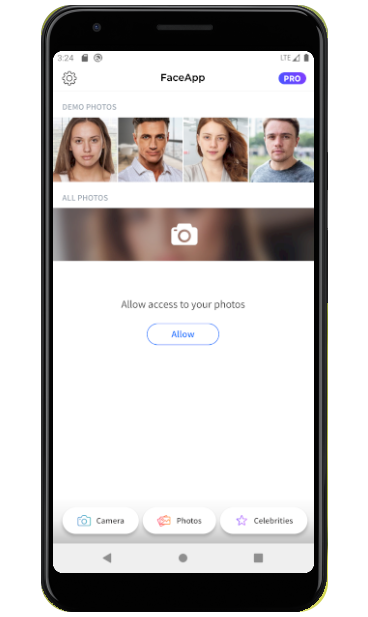 3:24
LTE
FaceApp
PRO
DEMO PHOTOS
ALL PHOTOS
Allow access to your photos
Allow
Camera
Photos
Celebrities